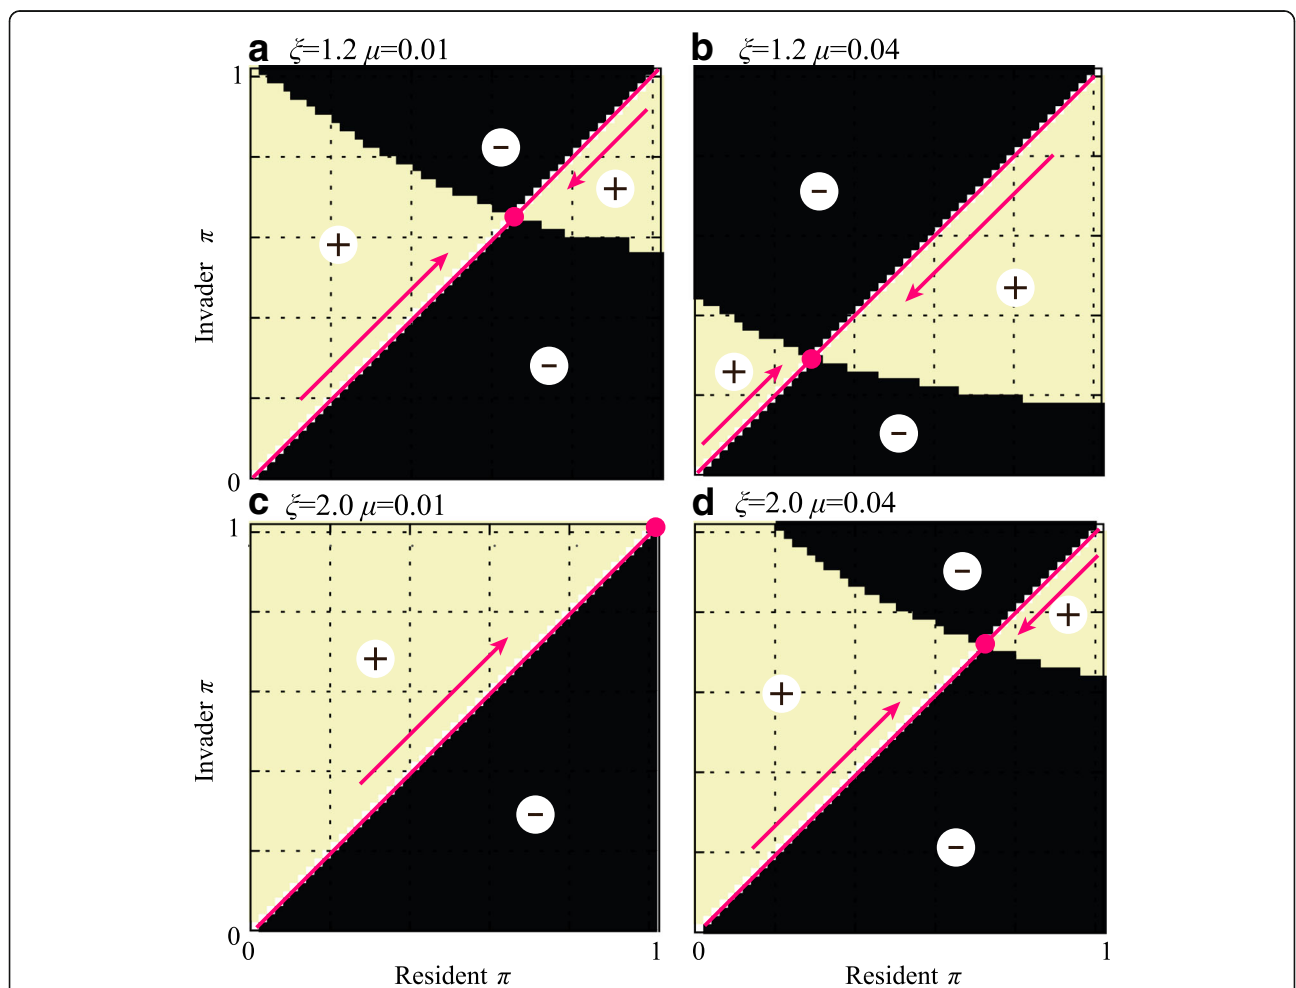 a ξ=1.2 μ=0.01
b ξ=1.2 μ=0.04
1
Invader π
− + +
− 
− + +
−
0
c ξ=2.0 μ=0.01
d ξ=2.0 μ=0.04
1
Invader π
+ −
− + +
−
0
0 1
0 1
Resident π
Resident π